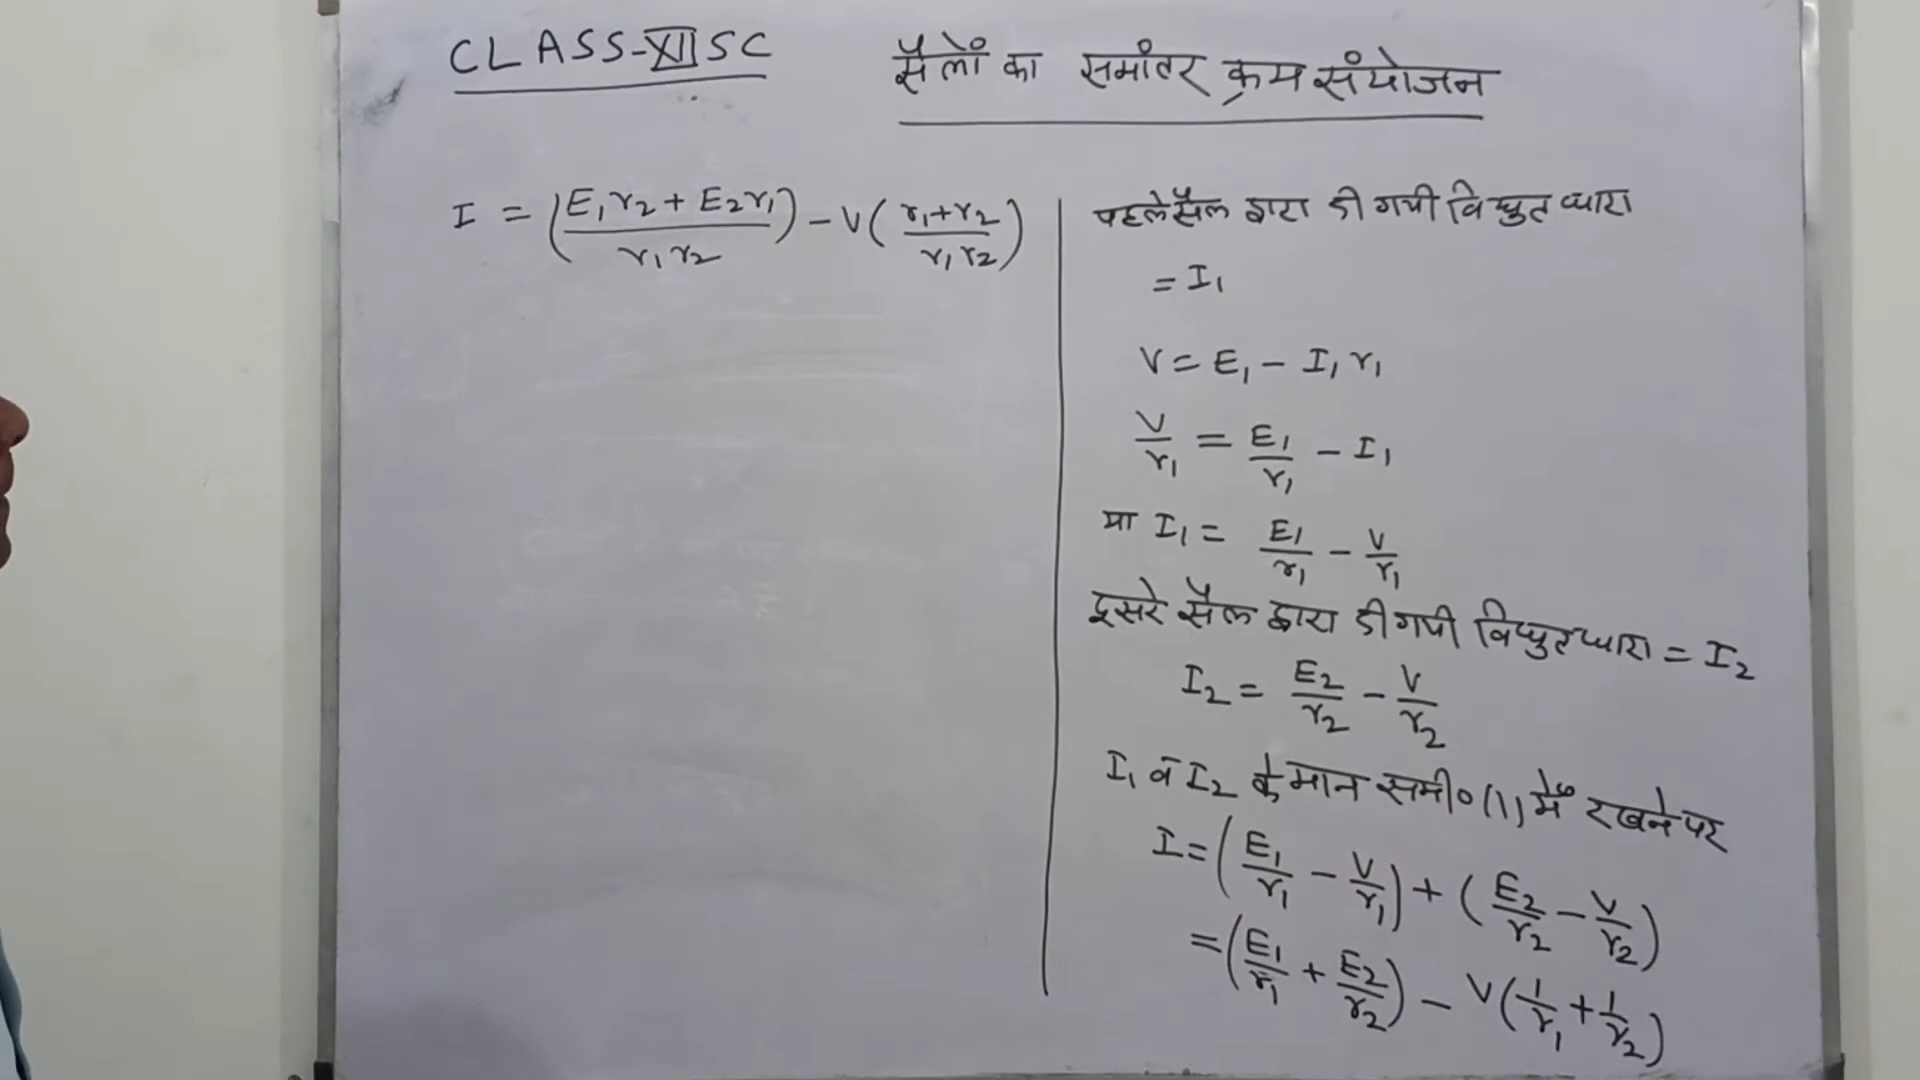 CLASS-XII SC
सैलों का समांतर क्रम संयोजन
पहले सैल द्वारा दी गयी विद्युत धारा
= I₁
V = E₁ - I₁ r₁
V/r₁ = E₁/r₁ - I₁
या I₁ = E₁/r₁ - V/r₁
दूसरे सैल द्वारा दी गयी विद्युत धारा = I₂
I₂ = E₂/r₂ - V/r₂
I₁ व I₂ के मान समी० (1) में रखने पर
I = (E₁/r₁ - V/r₁) + (E₂/r₂ - V/r₂)
= (E₁/r₁ + E₂/r₂) - V(1/r₁ + 1/r₂)
I = (E₁r₂ + E₂r₁ / r₁r₂) - V(r₁+r₂ / r₁r₂)